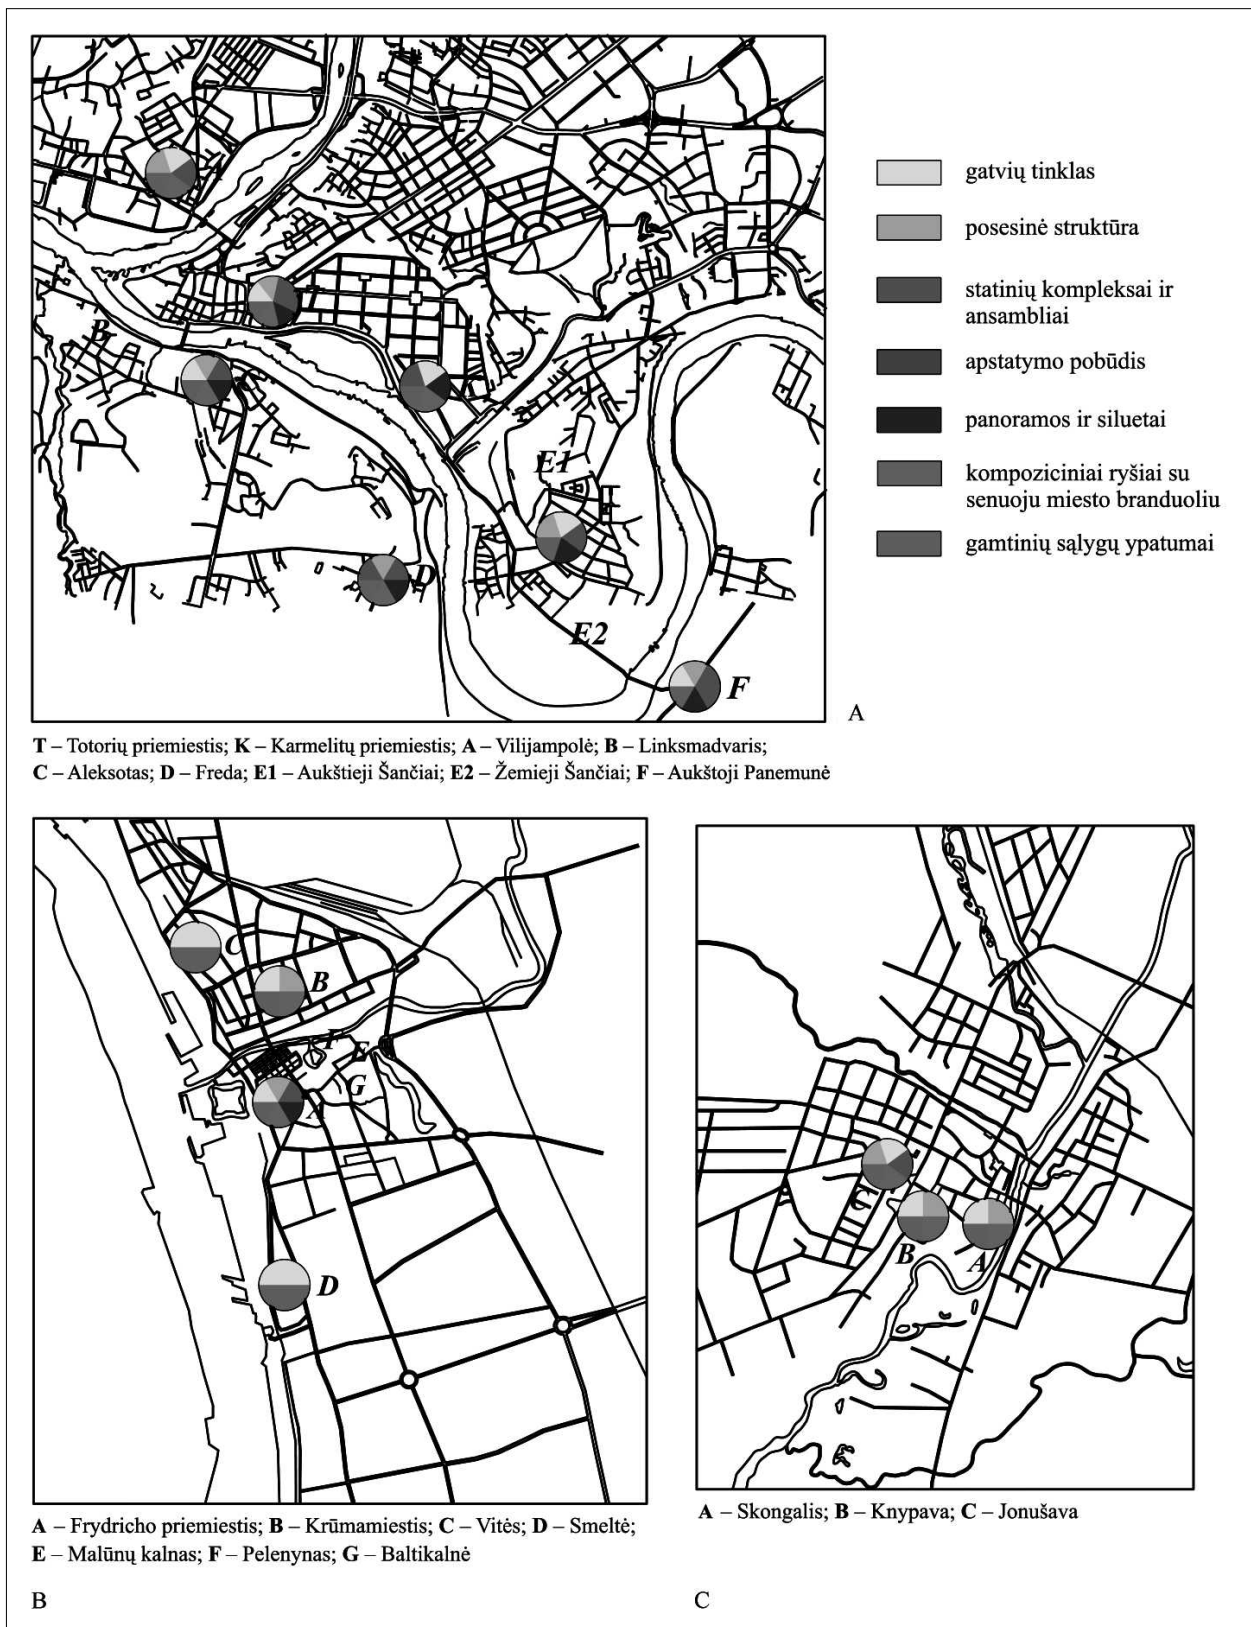 A
B
E1
D
E2
F
gatvių tinklas
posesinė struktūra
statinių kompleksai ir
ansambliai
apstatymo pobūdis
panoramos ir siluetai
kompoziciniai ryšiai su
senuoju miesto branduoliu
gamtinių sąlygų ypatumai
A
T – Totorių priemiestis; K – Karmelitų priemiestis; A – Vilijampolė; B – Linksmadvaris;
C – Aleksotas; D – Freda; E1 – Aukštieji Šančiai; E2 – Žemieji Šančiai; F – Aukštoji Panemunė
C
B
F
E
G
A
D
A – Frydricho priemiestis; B – Krūmamiestis; C – Vitės; D – Smeltė;
E – Malūnų kalnas; F – Pelenynas; G – Baltikalnė
B
C
B
A
A – Skongalis; B – Knypava; C – Jonušava
C